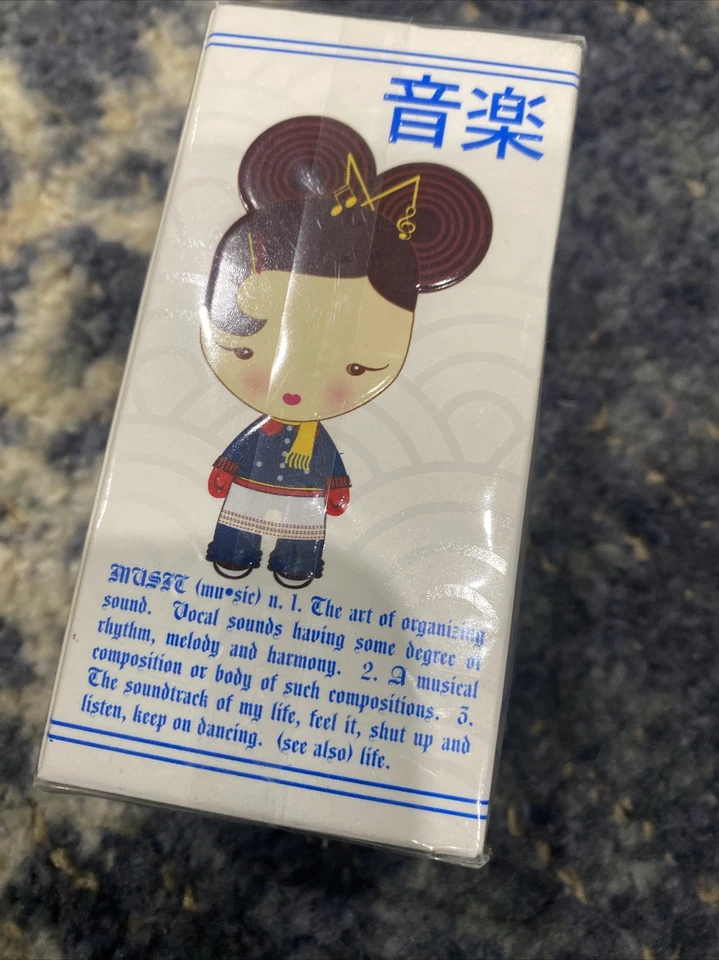 音楽
MUSIC (mu•sic) n. 1. The art of organizing
sound. Vocal sounds having some degree of
rhythm, melody and harmony. 2. A musical
composition or body of such compositions. 3.
The soundtrack of my life, feel it, shut up and
listen, keep on dancing. (see also) life.